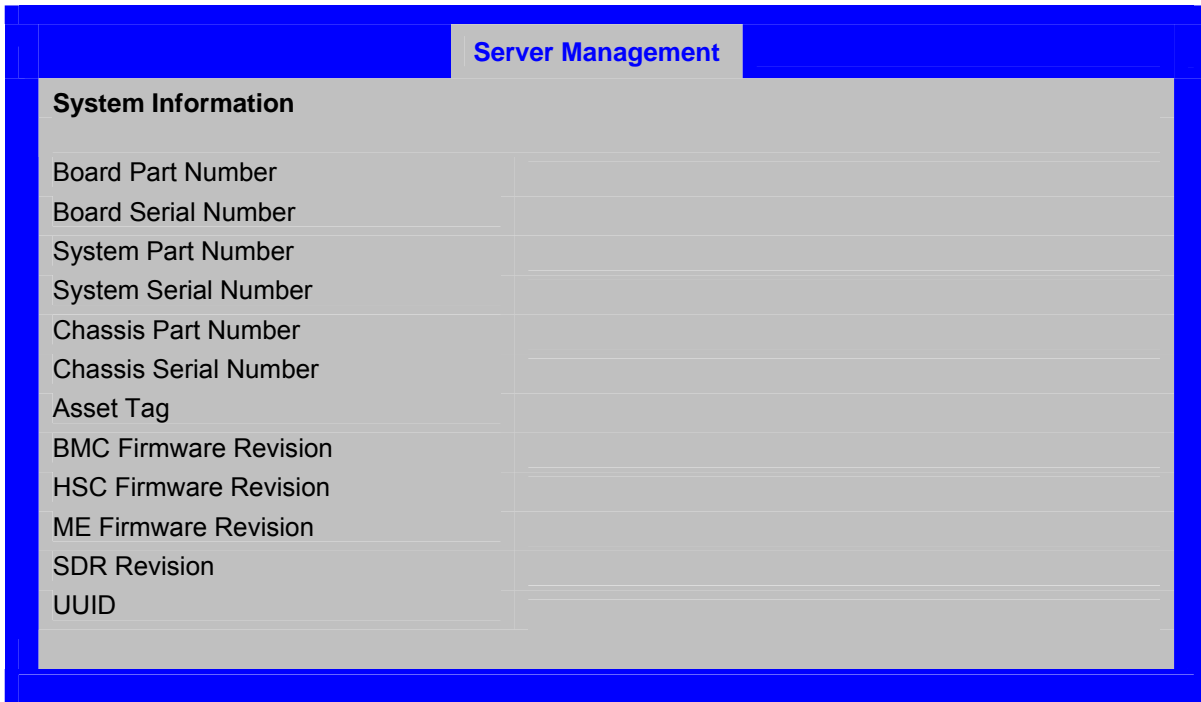 Server Management
System Information
Board Part Number
Board Serial Number
System Part Number
System Serial Number
Chassis Part Number
Chassis Serial Number
Asset Tag
BMC Firmware Revision
HSC Firmware Revision
ME Firmware Revision
SDR Revision
UUID